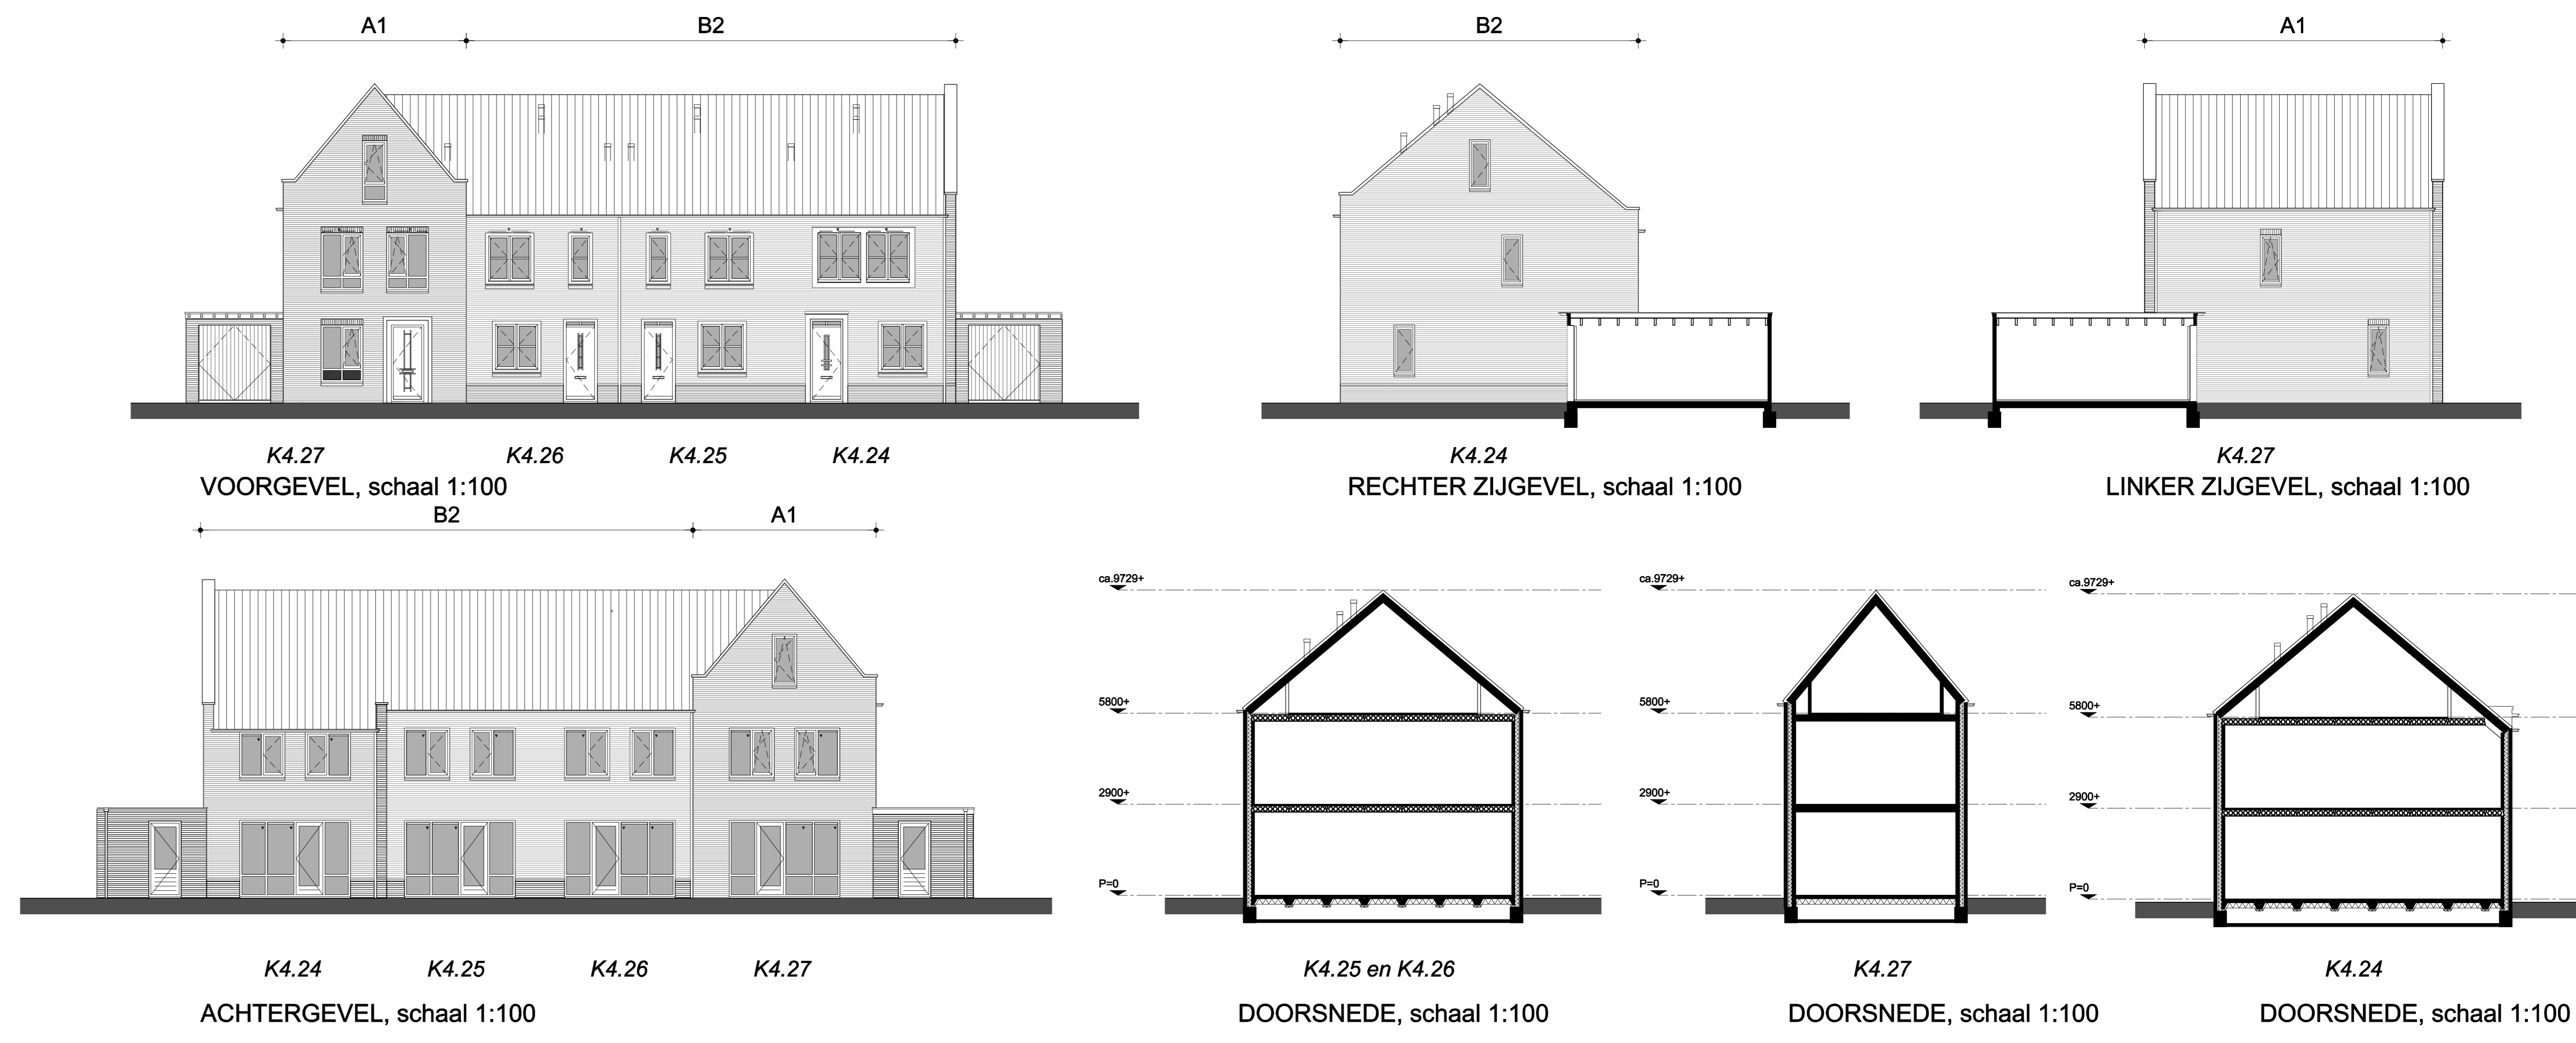 A1 B2
K4.27 K4.26 K4.25 K4.24
VOORGEVEL, schaal 1:100
B2
K4.24
RECHTER ZIJGEVEL, schaal 1:100
A1
K4.27
LINKER ZIJGEVEL, schaal 1:100
B2 A1
K4.24 K4.25 K4.26 K4.27
ACHTERGEVEL, schaal 1:100
ca.9729+
5800+
2900+
P=0
K4.25 en K4.26
DOORSNEDE, schaal 1:100
ca.9729+
5800+
2900+
P=0
K4.27
DOORSNEDE, schaal 1:100
ca.9729+
5800+
2900+
P=0
K4.24
DOORSNEDE, schaal 1:100